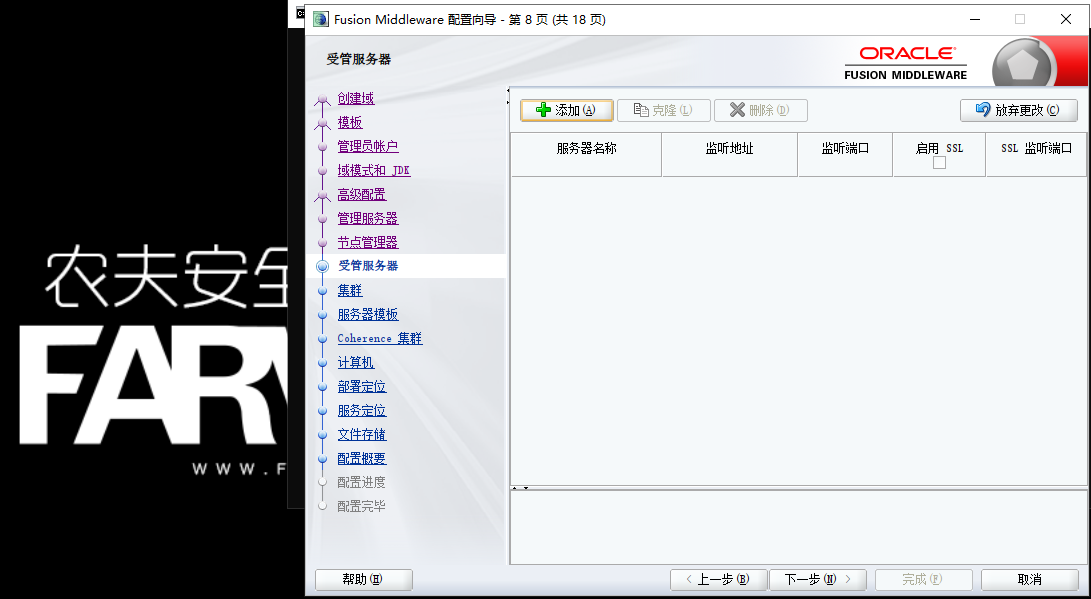 Fusion Middleware 配置向导 - 第 8 页 (共 18 页)
受管服务器
ORACLE
FUSION MIDDLEWARE
创建域
模板
管理员帐户
域模式和 JDK
高级配置
管理服务器
节点管理器
受管服务器
集群
服务器模板
Coherence 集群
计算机
部署定位
服务定位
文件存储
配置概要
配置进度
配置完毕
添加(A) 克隆(L) 删除(D) 放弃更改(C)
服务器名称 监听地址 监听端口 启用 SSL SSL 监听端口
农夫安全
WWW.F
帮助(H) < 上一步(B) 下一步(N) > 完成(F) 取消